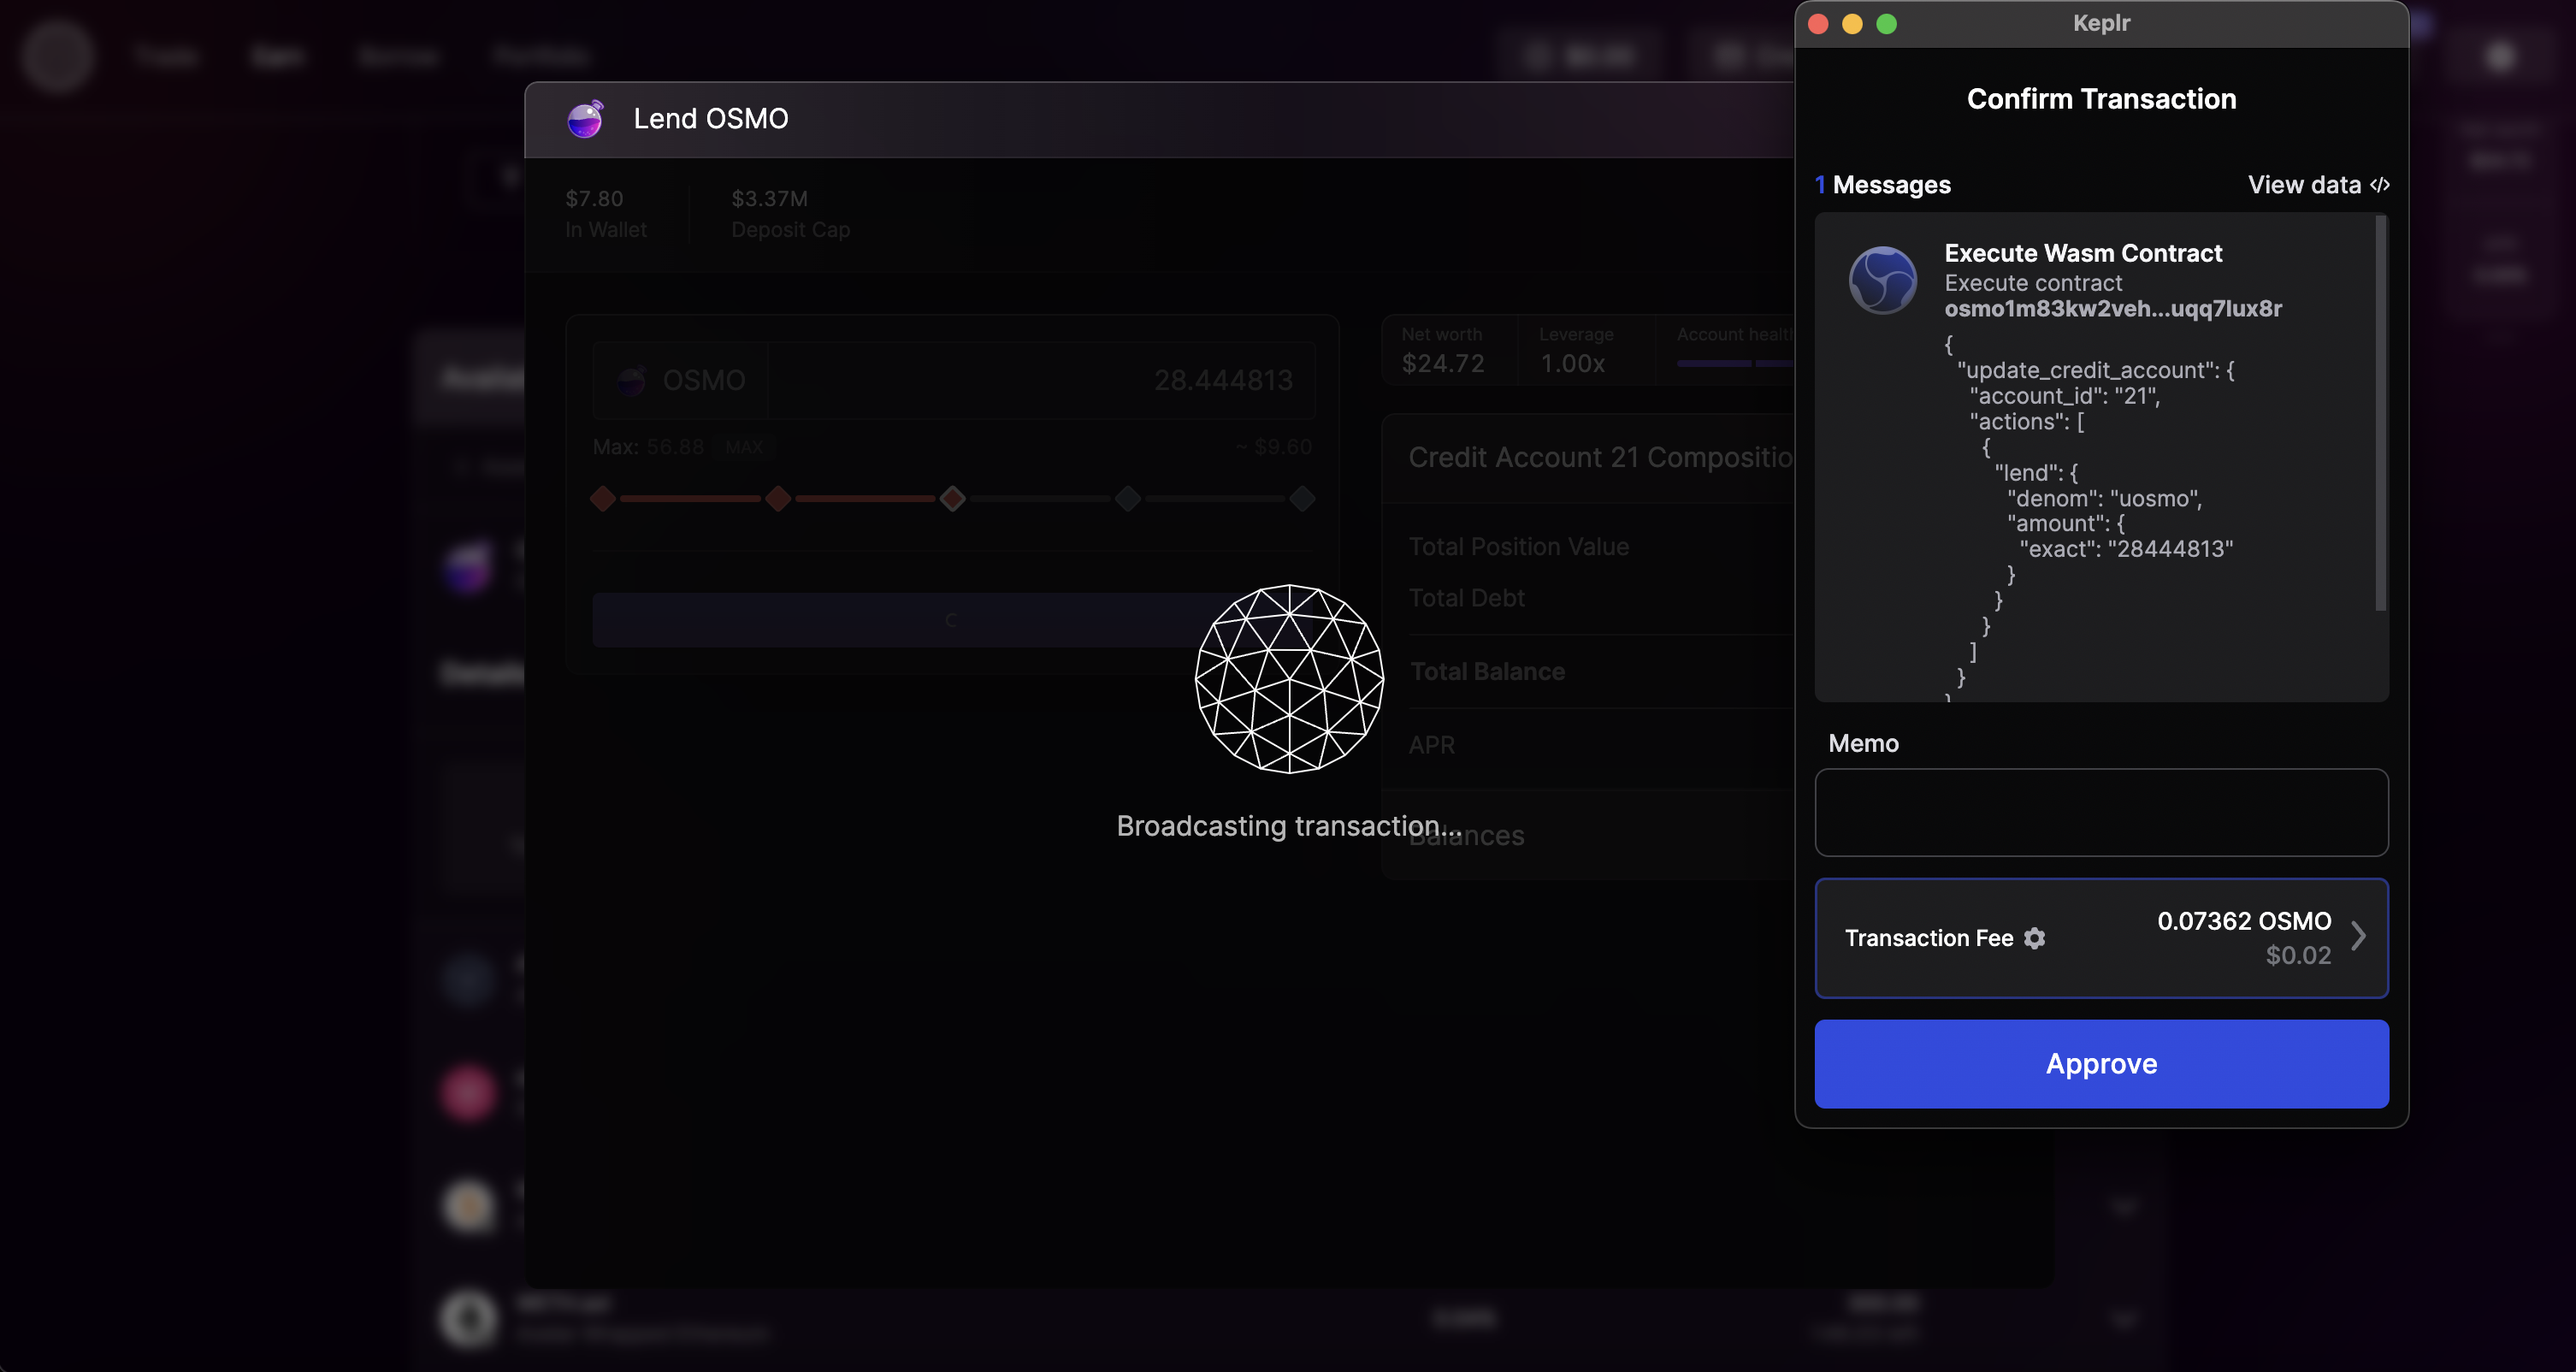 Trade
Earn
Borrow
Portfolio
Lend OSMO
$7.80
In Wallet
$3.37M
Deposit Cap
OSMO
28.444813
Max: 56.88 MAX
~ $9.60
Net worth
$24.72
Leverage
1.00x
Account health
Credit Account 21 Compositio
Total Position Value
Total Debt
Total Balance
APR
Balances
Broadcasting transaction...
Keplr
Confirm Transaction
1 Messages
View data </>
Execute Wasm Contract
Execute contract
osmo1m83kw2veh...uqq7lux8r
{
"update_credit_account": {
"account_id": "21",
"actions": [
{
"lend": {
"denom": "uosmo",
"amount": {
"exact": "28444813"
}
}
}
]
}
}
Memo
Transaction Fee
0.07362 OSMO
$0.02
Approve